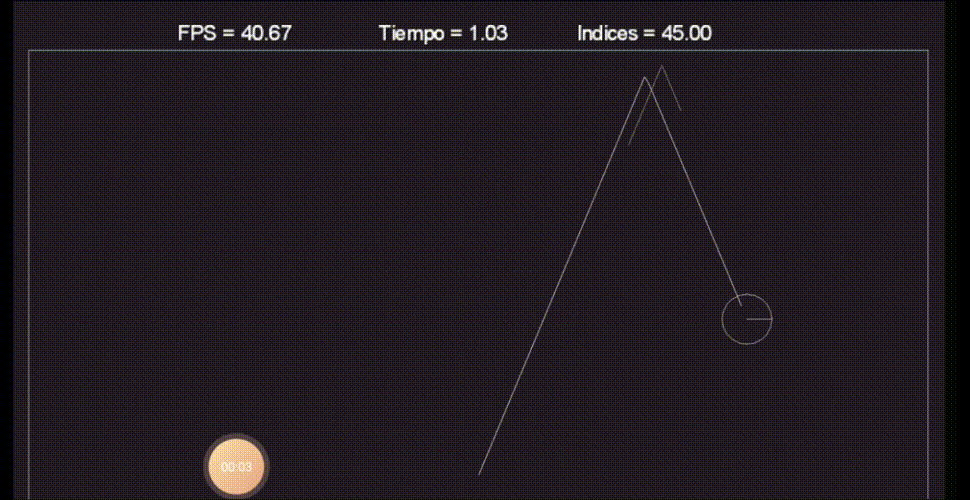 FPS = 40.67 Tiempo = 1.03 Indices = 45.00
00:03